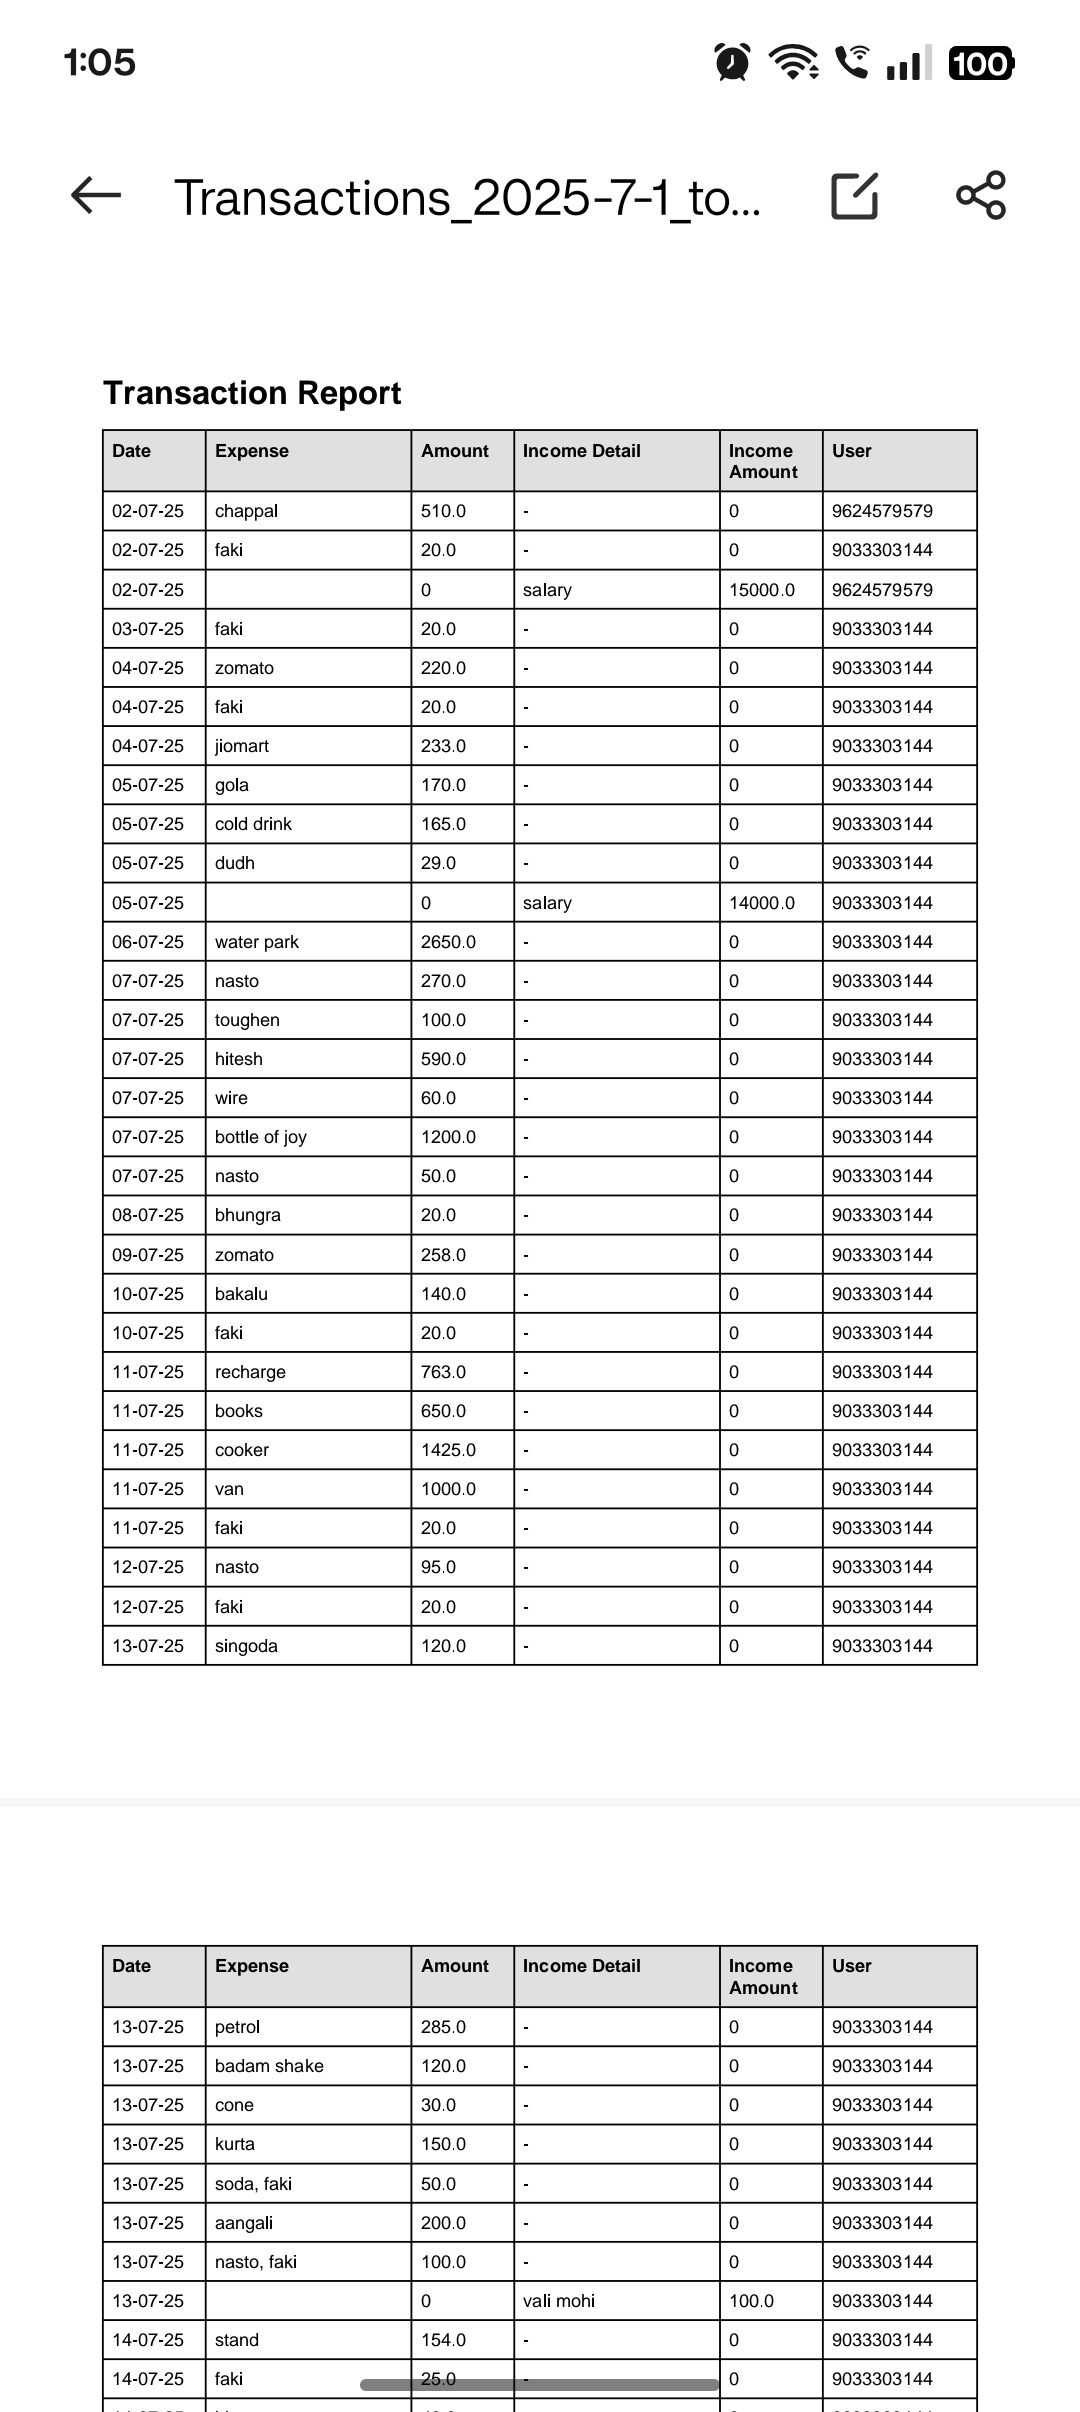 1:05
100
Transactions_2025-7-1_to...
Transaction Report
Date Expense Amount Income Detail Income Amount User
02-07-25 chappal 510.0 - 0 9624579579
02-07-25 faki 20.0 - 0 9033303144
02-07-25 0 salary 15000.0 9624579579
03-07-25 faki 20.0 - 0 9033303144
04-07-25 zomato 220.0 - 0 9033303144
04-07-25 faki 20.0 - 0 9033303144
04-07-25 jiomart 233.0 - 0 9033303144
05-07-25 gola 170.0 - 0 9033303144
05-07-25 cold drink 165.0 - 0 9033303144
05-07-25 dudh 29.0 - 0 9033303144
05-07-25 0 salary 14000.0 9033303144
06-07-25 water park 2650.0 - 0 9033303144
07-07-25 nasto 270.0 - 0 9033303144
07-07-25 toughen 100.0 - 0 9033303144
07-07-25 hitesh 590.0 - 0 9033303144
07-07-25 wire 60.0 - 0 9033303144
07-07-25 bottle of joy 1200.0 - 0 9033303144
07-07-25 nasto 50.0 - 0 9033303144
08-07-25 bhungra 20.0 - 0 9033303144
09-07-25 zomato 258.0 - 0 9033303144
10-07-25 bakalu 140.0 - 0 9033303144
10-07-25 faki 20.0 - 0 9033303144
11-07-25 recharge 763.0 - 0 9033303144
11-07-25 books 650.0 - 0 9033303144
11-07-25 cooker 1425.0 - 0 9033303144
11-07-25 van 1000.0 - 0 9033303144
11-07-25 faki 20.0 - 0 9033303144
12-07-25 nasto 95.0 - 0 9033303144
12-07-25 faki 20.0 - 0 9033303144
13-07-25 singoda 120.0 - 0 9033303144
Date Expense Amount Income Detail Income Amount User
13-07-25 petrol 285.0 - 0 9033303144
13-07-25 badam shake 120.0 - 0 9033303144
13-07-25 cone 30.0 - 0 9033303144
13-07-25 kurta 150.0 - 0 9033303144
13-07-25 soda, faki 50.0 - 0 9033303144
13-07-25 aangali 200.0 - 0 9033303144
13-07-25 nasto, faki 100.0 - 0 9033303144
13-07-25 0 vali mohi 100.0 9033303144
14-07-25 stand 154.0 - 0 9033303144
14-07-25 faki 25.0 - 0 9033303144